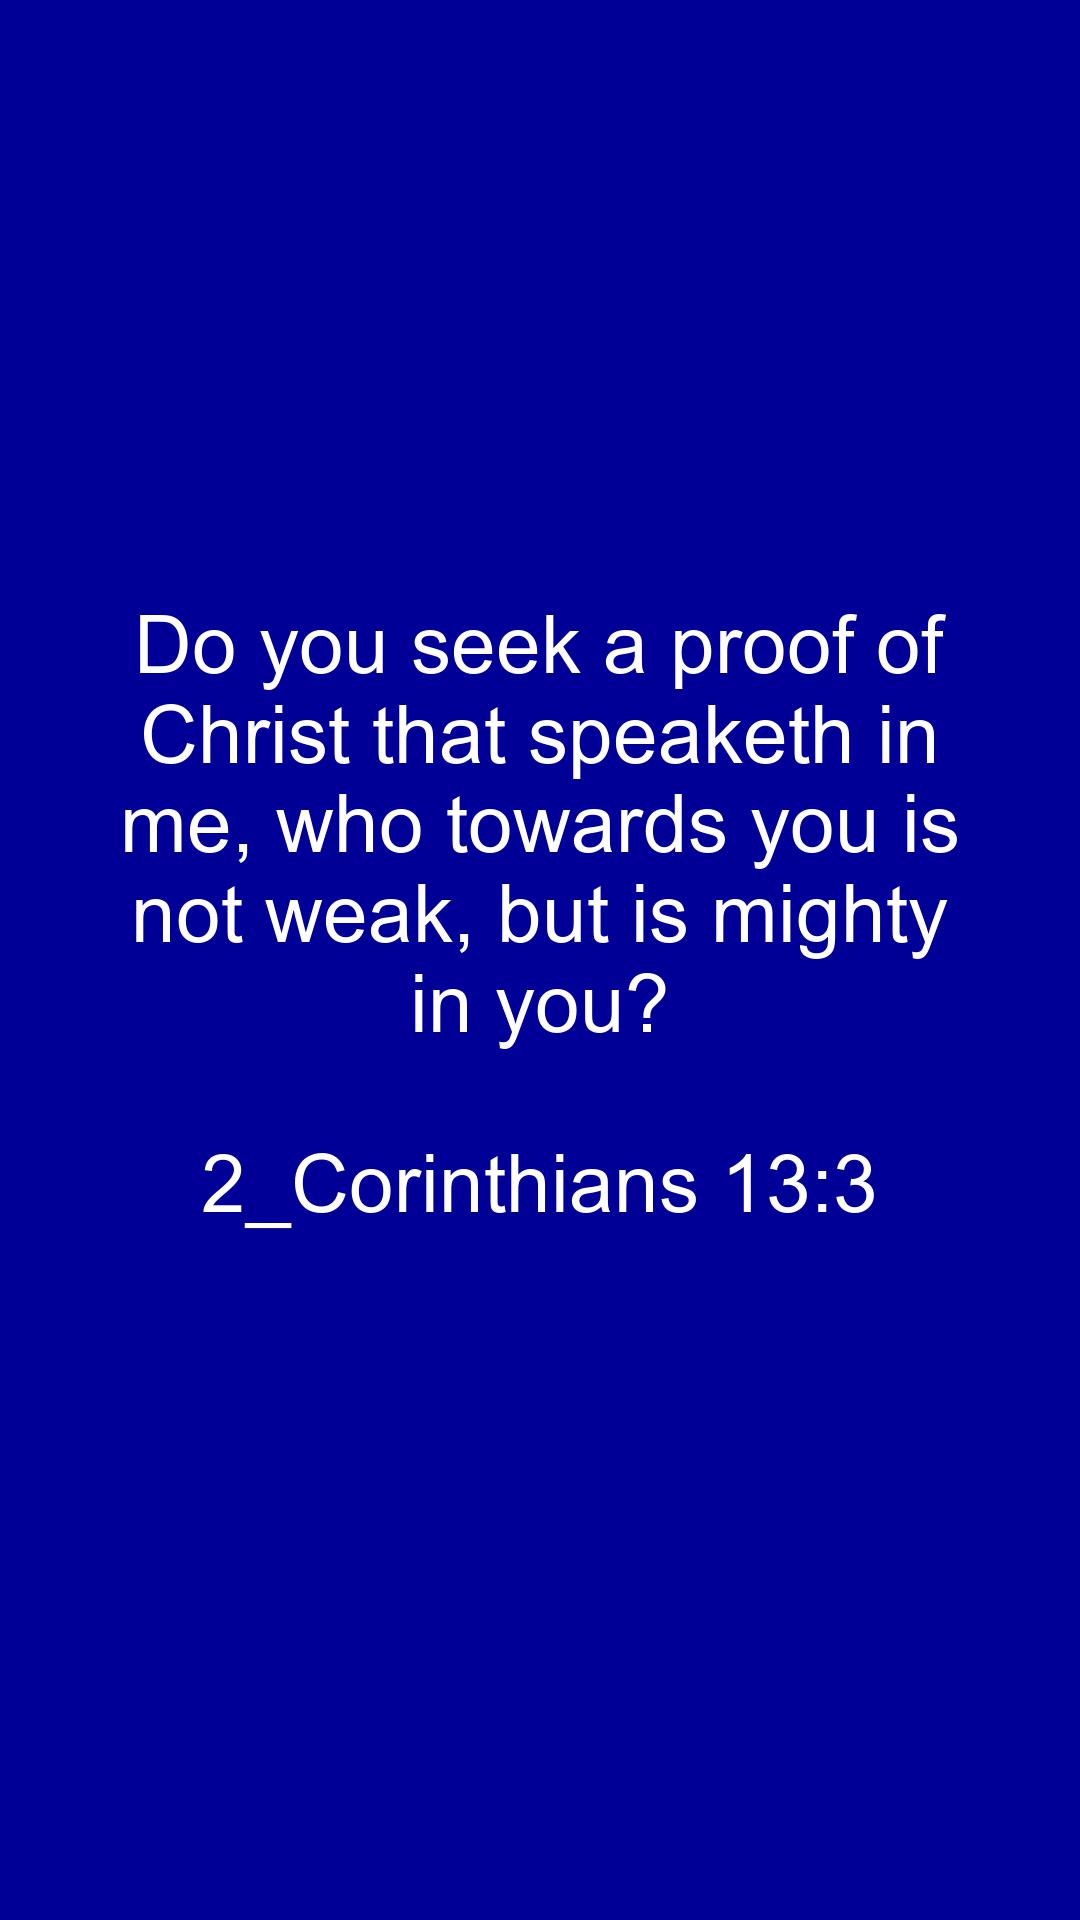 Do you seek a proof of
Christ that speaketh in
me, who towards you is
not weak, but is mighty
in you?
2_Corinthians 13:3